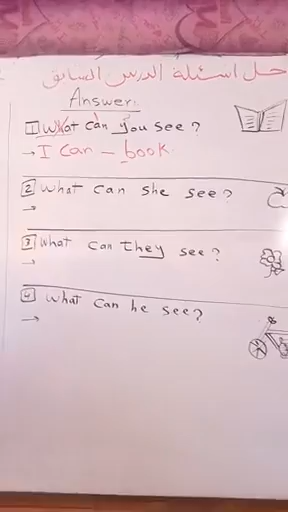 حل اسئلة الدرس السابق
Answer:
1 What can you see?
→ I can - book
2 What can she see?
→
3 What can they see?
→
4 What can he see?
→